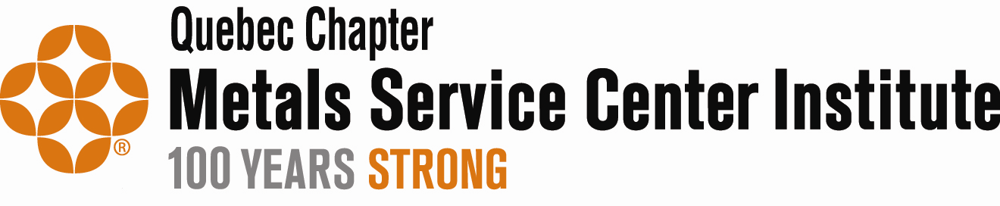 Quebec Chapter
Metals Service Center Institute
®
100 YEARS STRONG